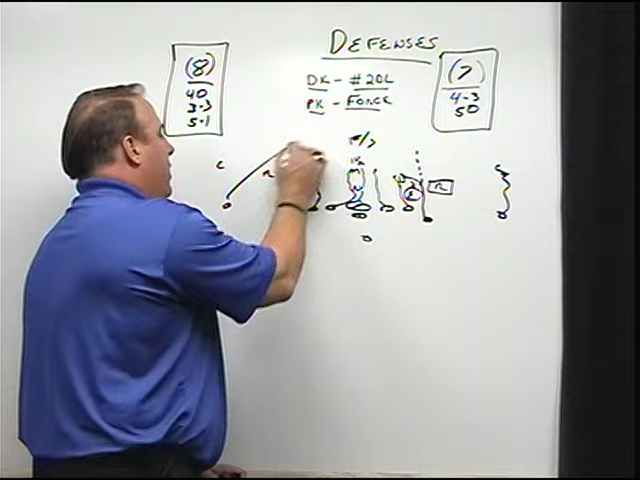 DEFENSES
(8)
40
3-3
5-1
DK - #20L
PK - FORCE
(7)
4-3
50
F/S
C
R
R
C